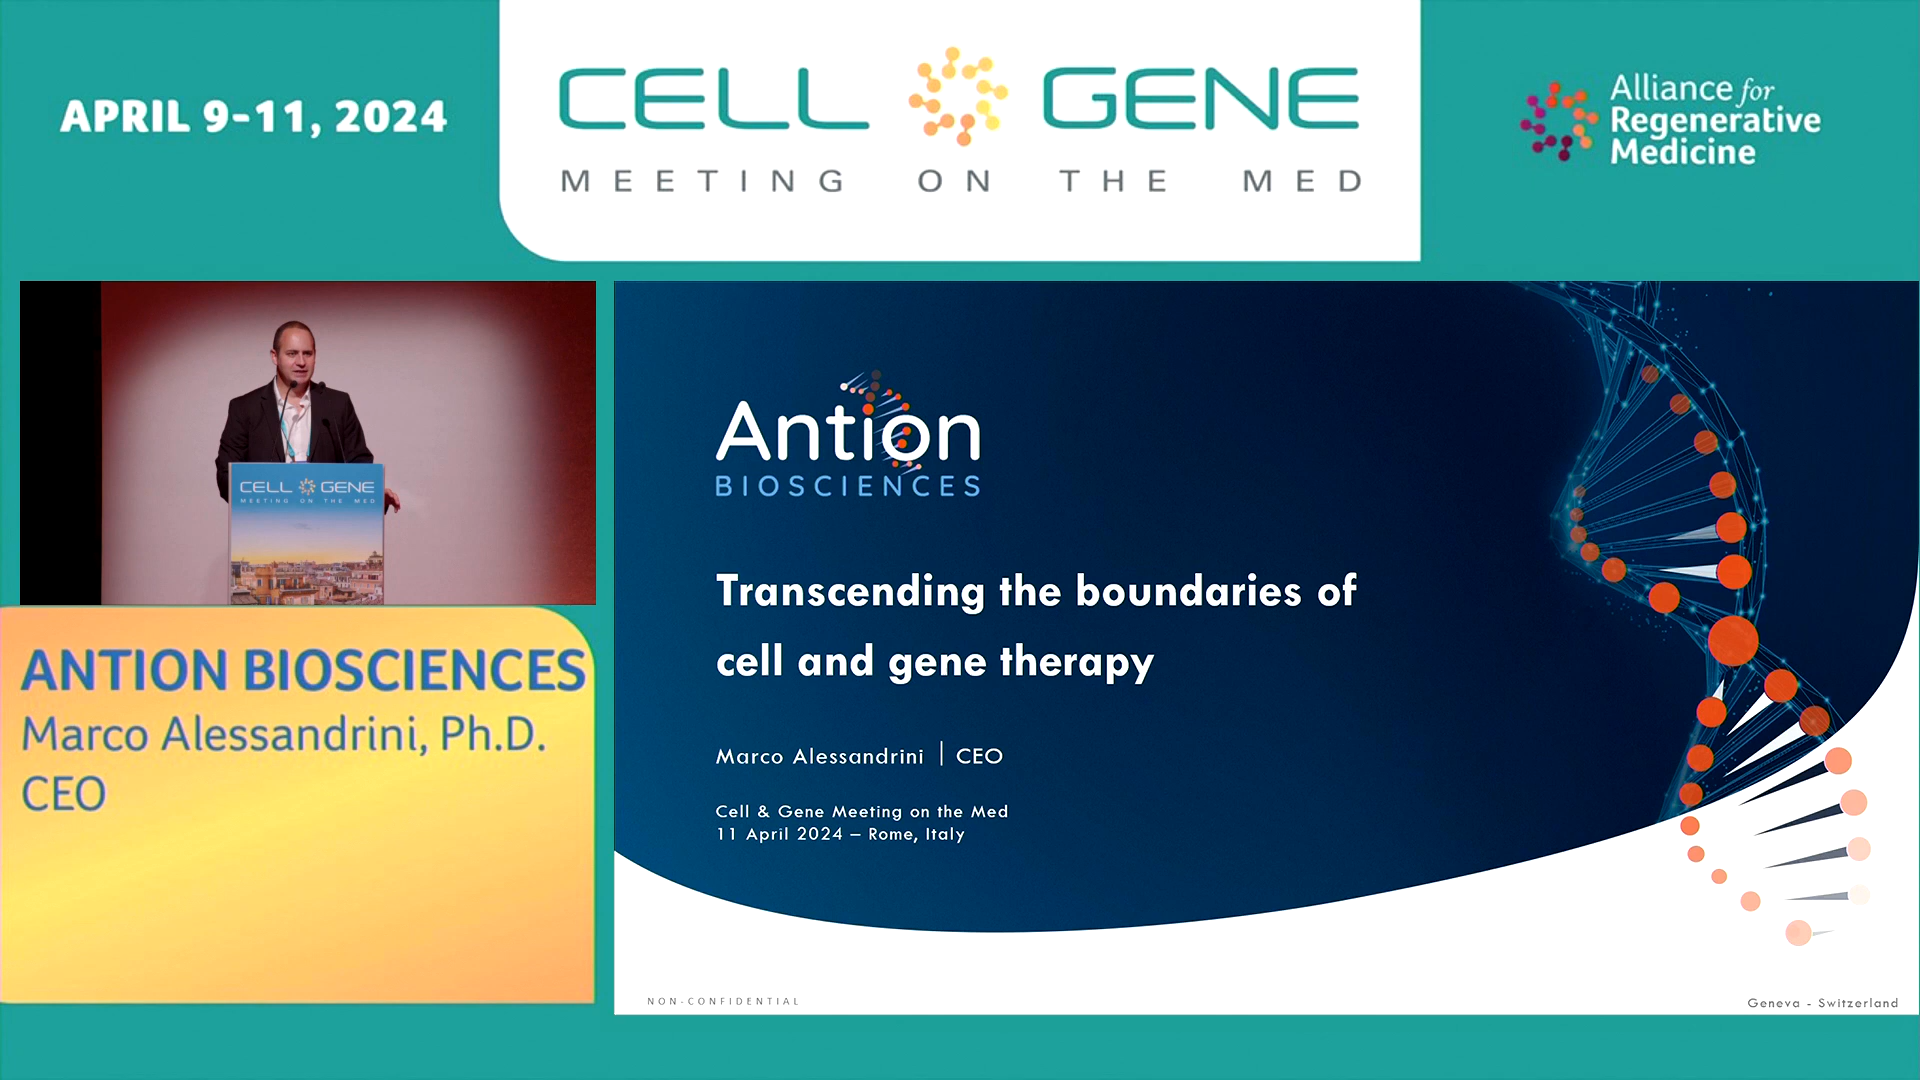 APRIL 9-11, 2024
CELL GENE
MEETING ON THE MED
Alliance for
Regenerative
Medicine
CELL GENE
MEETING ON THE MED
ANTION BIOSCIENCES
Marco Alessandrini, Ph.D.
CEO
Antion
BIOSCIENCES
Transcending the boundaries of
cell and gene therapy
Marco Alessandrini | CEO
Cell & Gene Meeting on the Med
11 April 2024 – Rome, Italy
NON-CONFIDENTIAL
Geneva - Switzerland